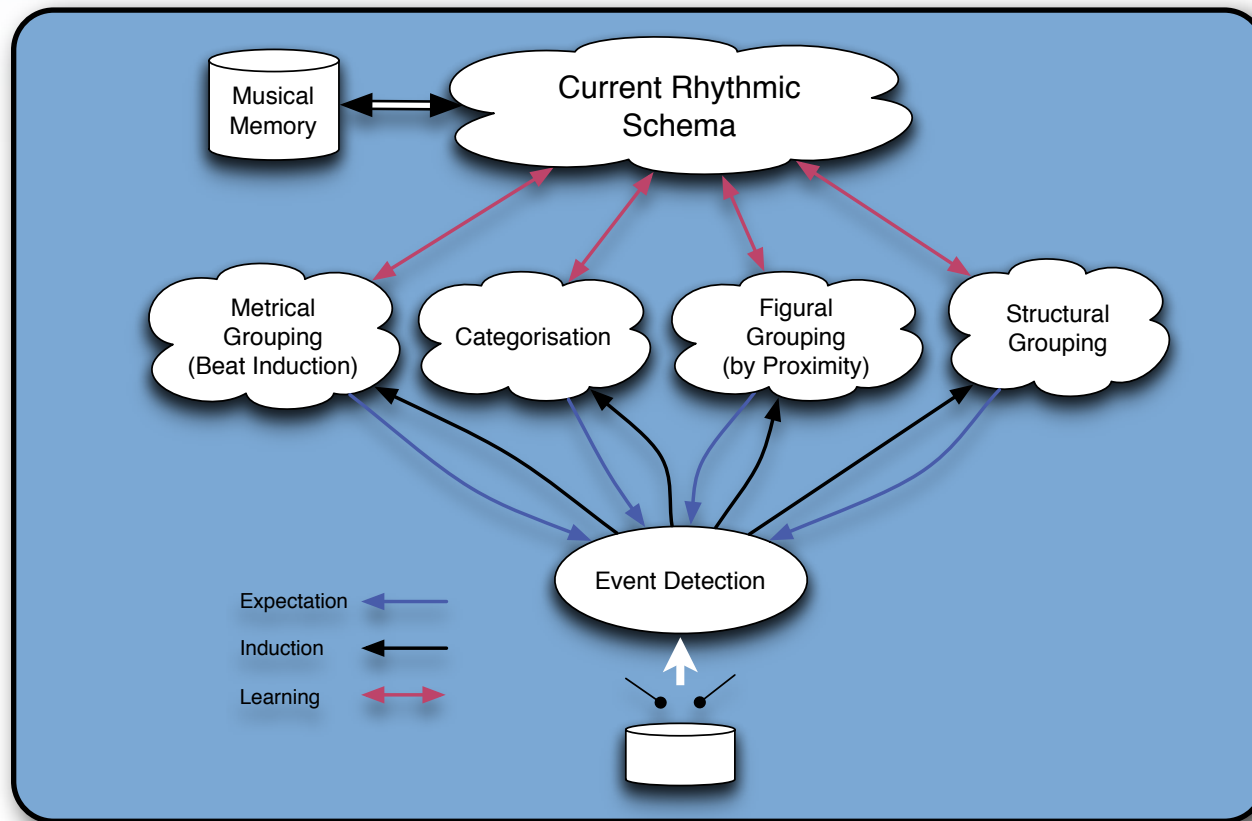 Musical
Memory
Current Rhythmic
Schema
Metrical
Grouping
(Beat Induction)
Categorisation
Figural
Grouping
(by Proximity)
Structural
Grouping
Event Detection
Expectation
Induction
Learning